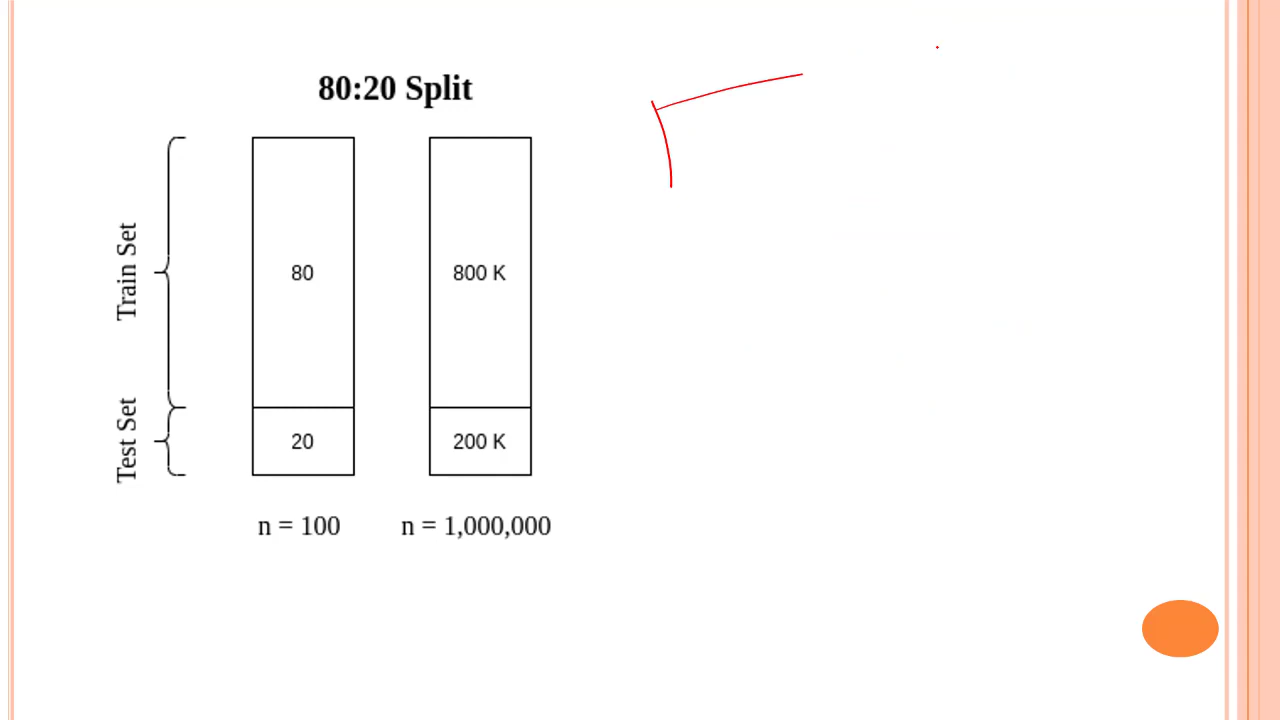 80:20 Split
Train Set
80
800 K
Test Set
20
200 K
n = 100
n = 1,000,000